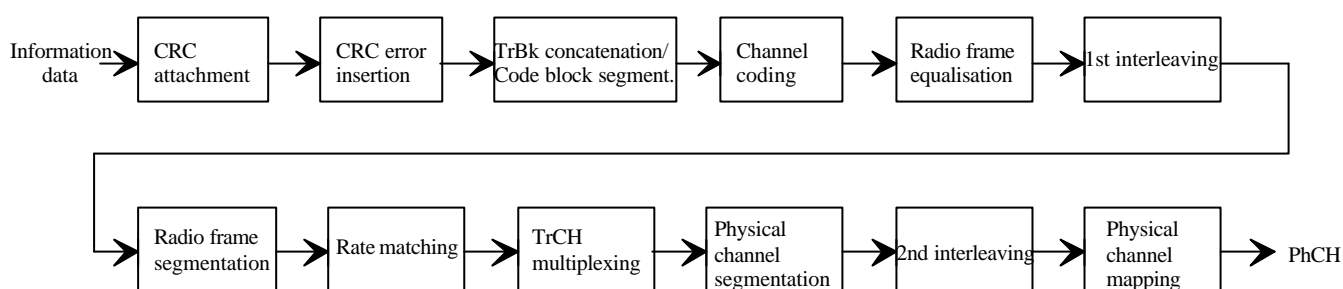 Information
data
CRC
attachment
CRC error
insertion
TrBk concatenation/
Code block segment.
Channel
coding
Radio frame
equalisation
1st interleaving
Radio frame
segmentation
Rate matching
TrCH
multiplexing
Physical
channel
segmentation
2nd interleaving
Physical
channel
mapping
PhCH